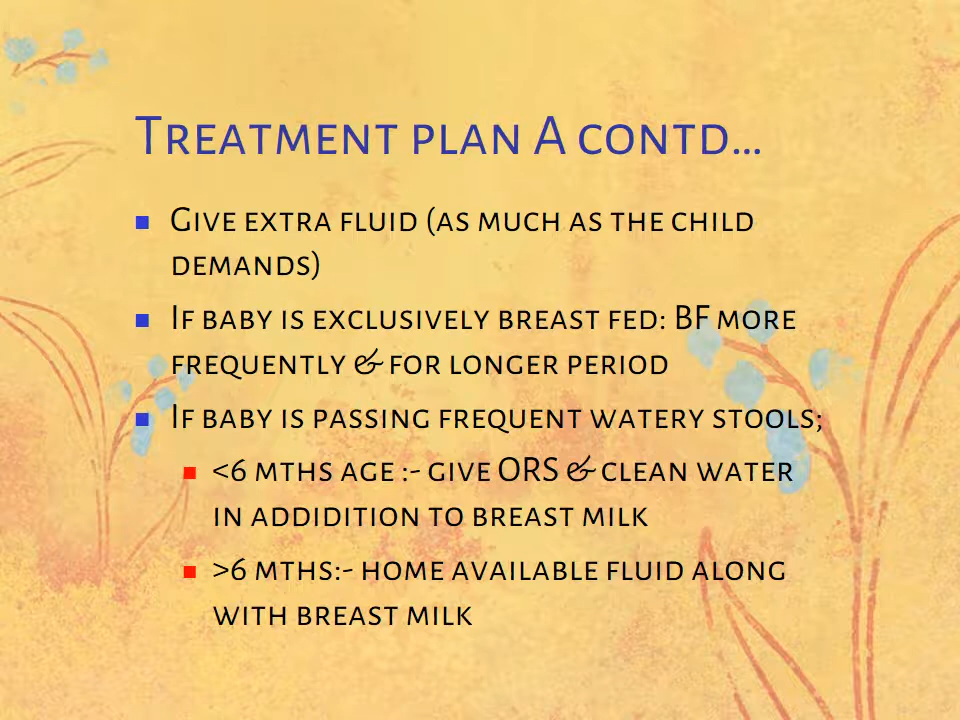 Treatment plan A contd...
Give extra fluid (as much as the child
demands)
If baby is exclusively breast fed: BF more
frequently & for longer period
If baby is passing frequent watery stools;
<6 mths age :- give ORS & clean water
in addidition to breast milk
>6 mths:- home available fluid along
with breast milk